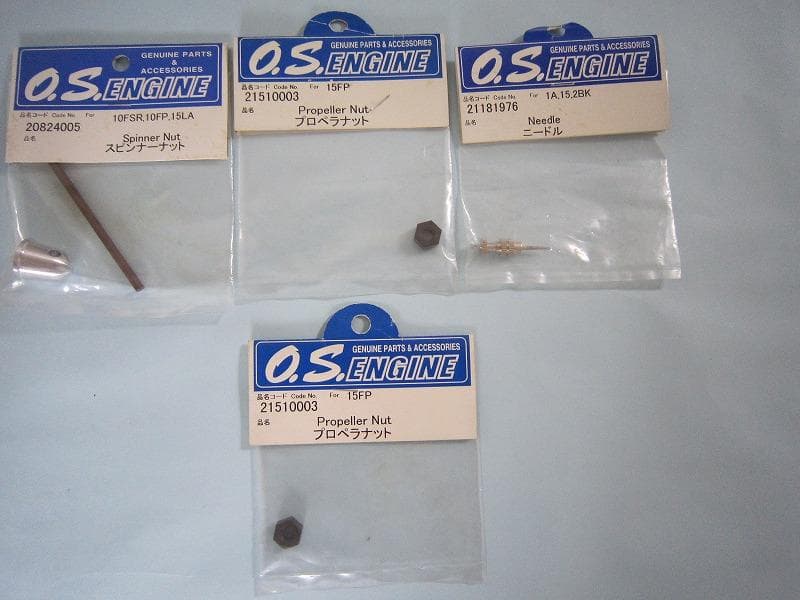 GENUINE PARTS
& ACCESSORIES
O.S.ENGINE
品名コード Code No. For 10FSR,10FP,15LA
20824005
品名 Spinner Nut
スピンナーナット
GENUINE PARTS & ACCESSORIES
O.S.ENGINE
品名コード Code No. For 15FP
21510003
品名 Propeller Nut
プロペラナット
GENUINE PARTS & ACCESSORIES
O.S.ENGINE
品名コード Code No. For 1A,15,2BK
21181976
品名 Needle
ニードル
GENUINE PARTS & ACCESSORIES
O.S.ENGINE
品名コード Code No. For 15FP
21510003
品名 Propeller Nut
プロペラナット